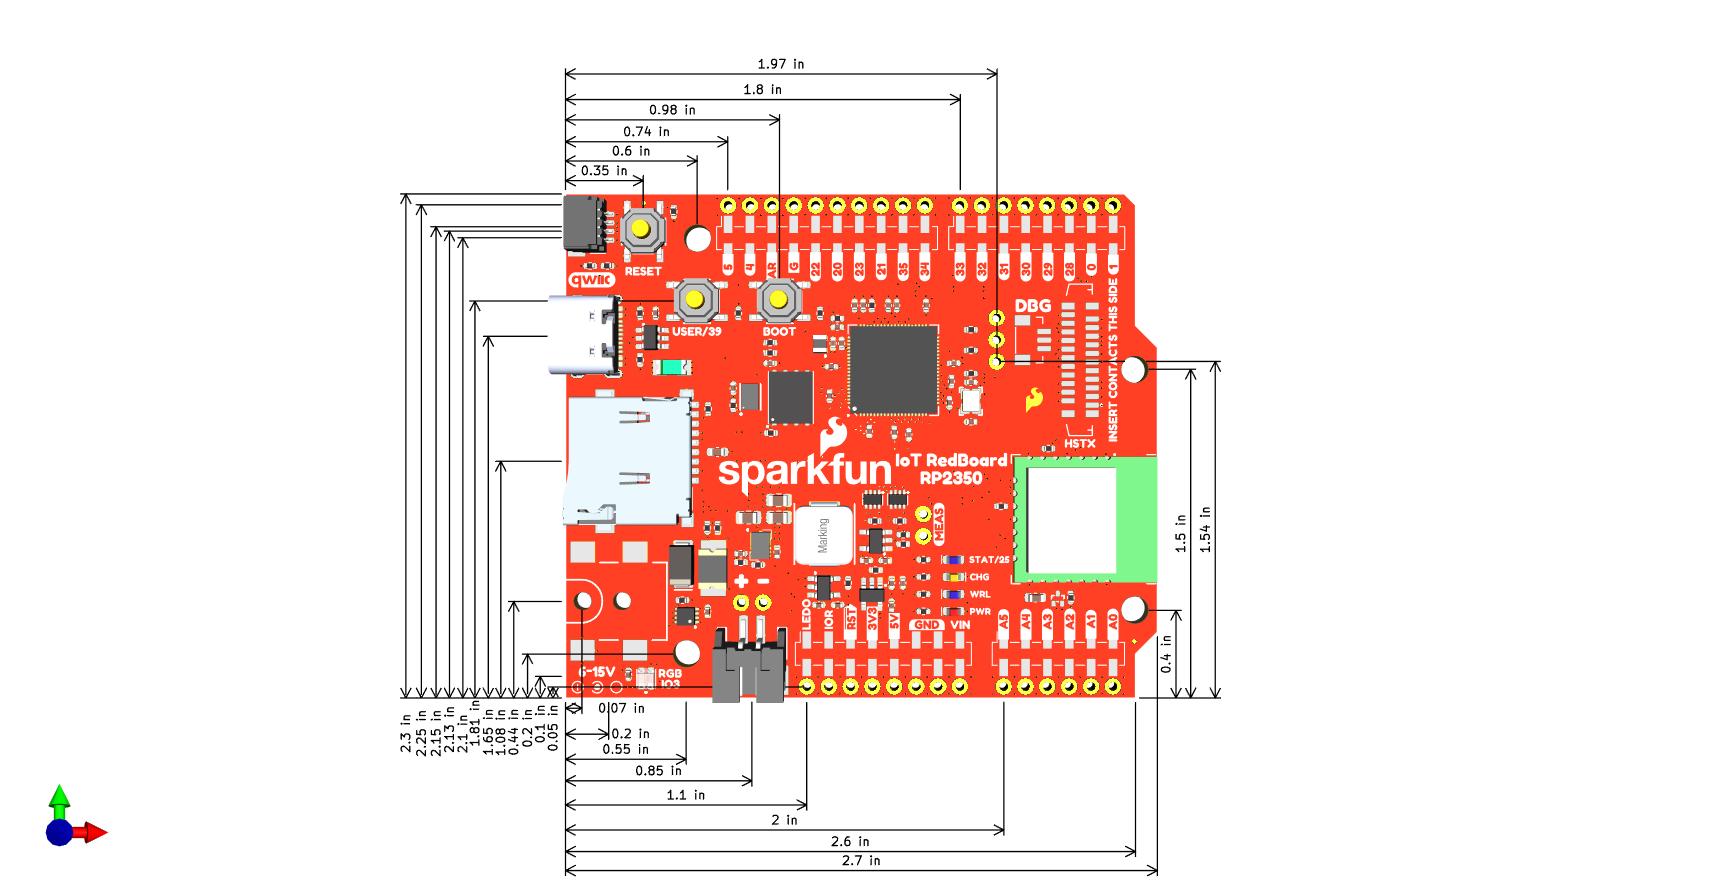 1.97 in
1.8 in
0.98 in
0.74 in
0.6 in
0.35 in
5 4 AR G 22 20 23 21 35 34 33 32 31 30 29 28 0 1
RESET
qwiic
USER/39
BOOT
DBG
INSERT CONTACTS THIS SIDE
HSTX
sparkfun
IoT RedBoard
RP2350
Marking
MEAS
STAT/25
CHG
WRL
PWR
+ -
LEDO IOR RST 3V3 5V GND VIN A5 A4 A3 A2 A1 A0
6-15V
RGB
IO3
1.5 in
1.54 in
0.4 in
2.3 in
2.25 in
2.15 in
2.13 in
2.1 in
1.81 in
1.65 in
1.08 in
0.44 in
0.2 in
0.1 in
0.05 in
0.07 in
0.2 in
0.55 in
0.85 in
1.1 in
2 in
2.6 in
2.7 in